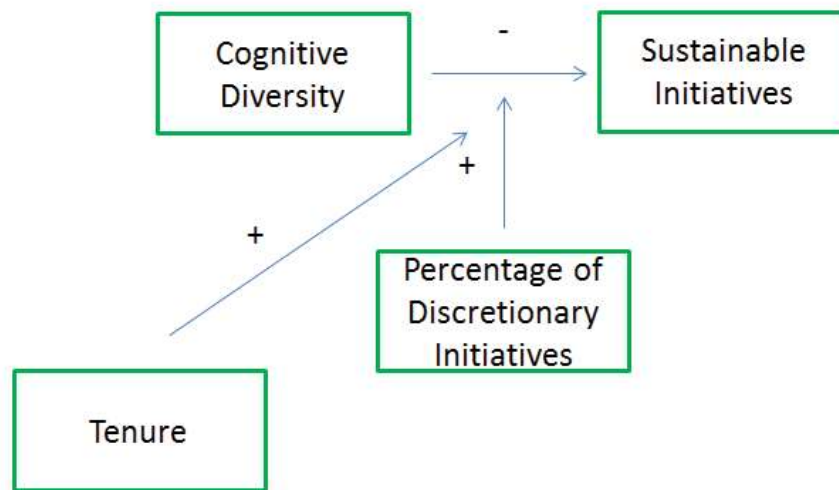 Cognitive
Diversity
-
Sustainable
Initiatives
+
+
Percentage of
Discretionary
Initiatives
Tenure